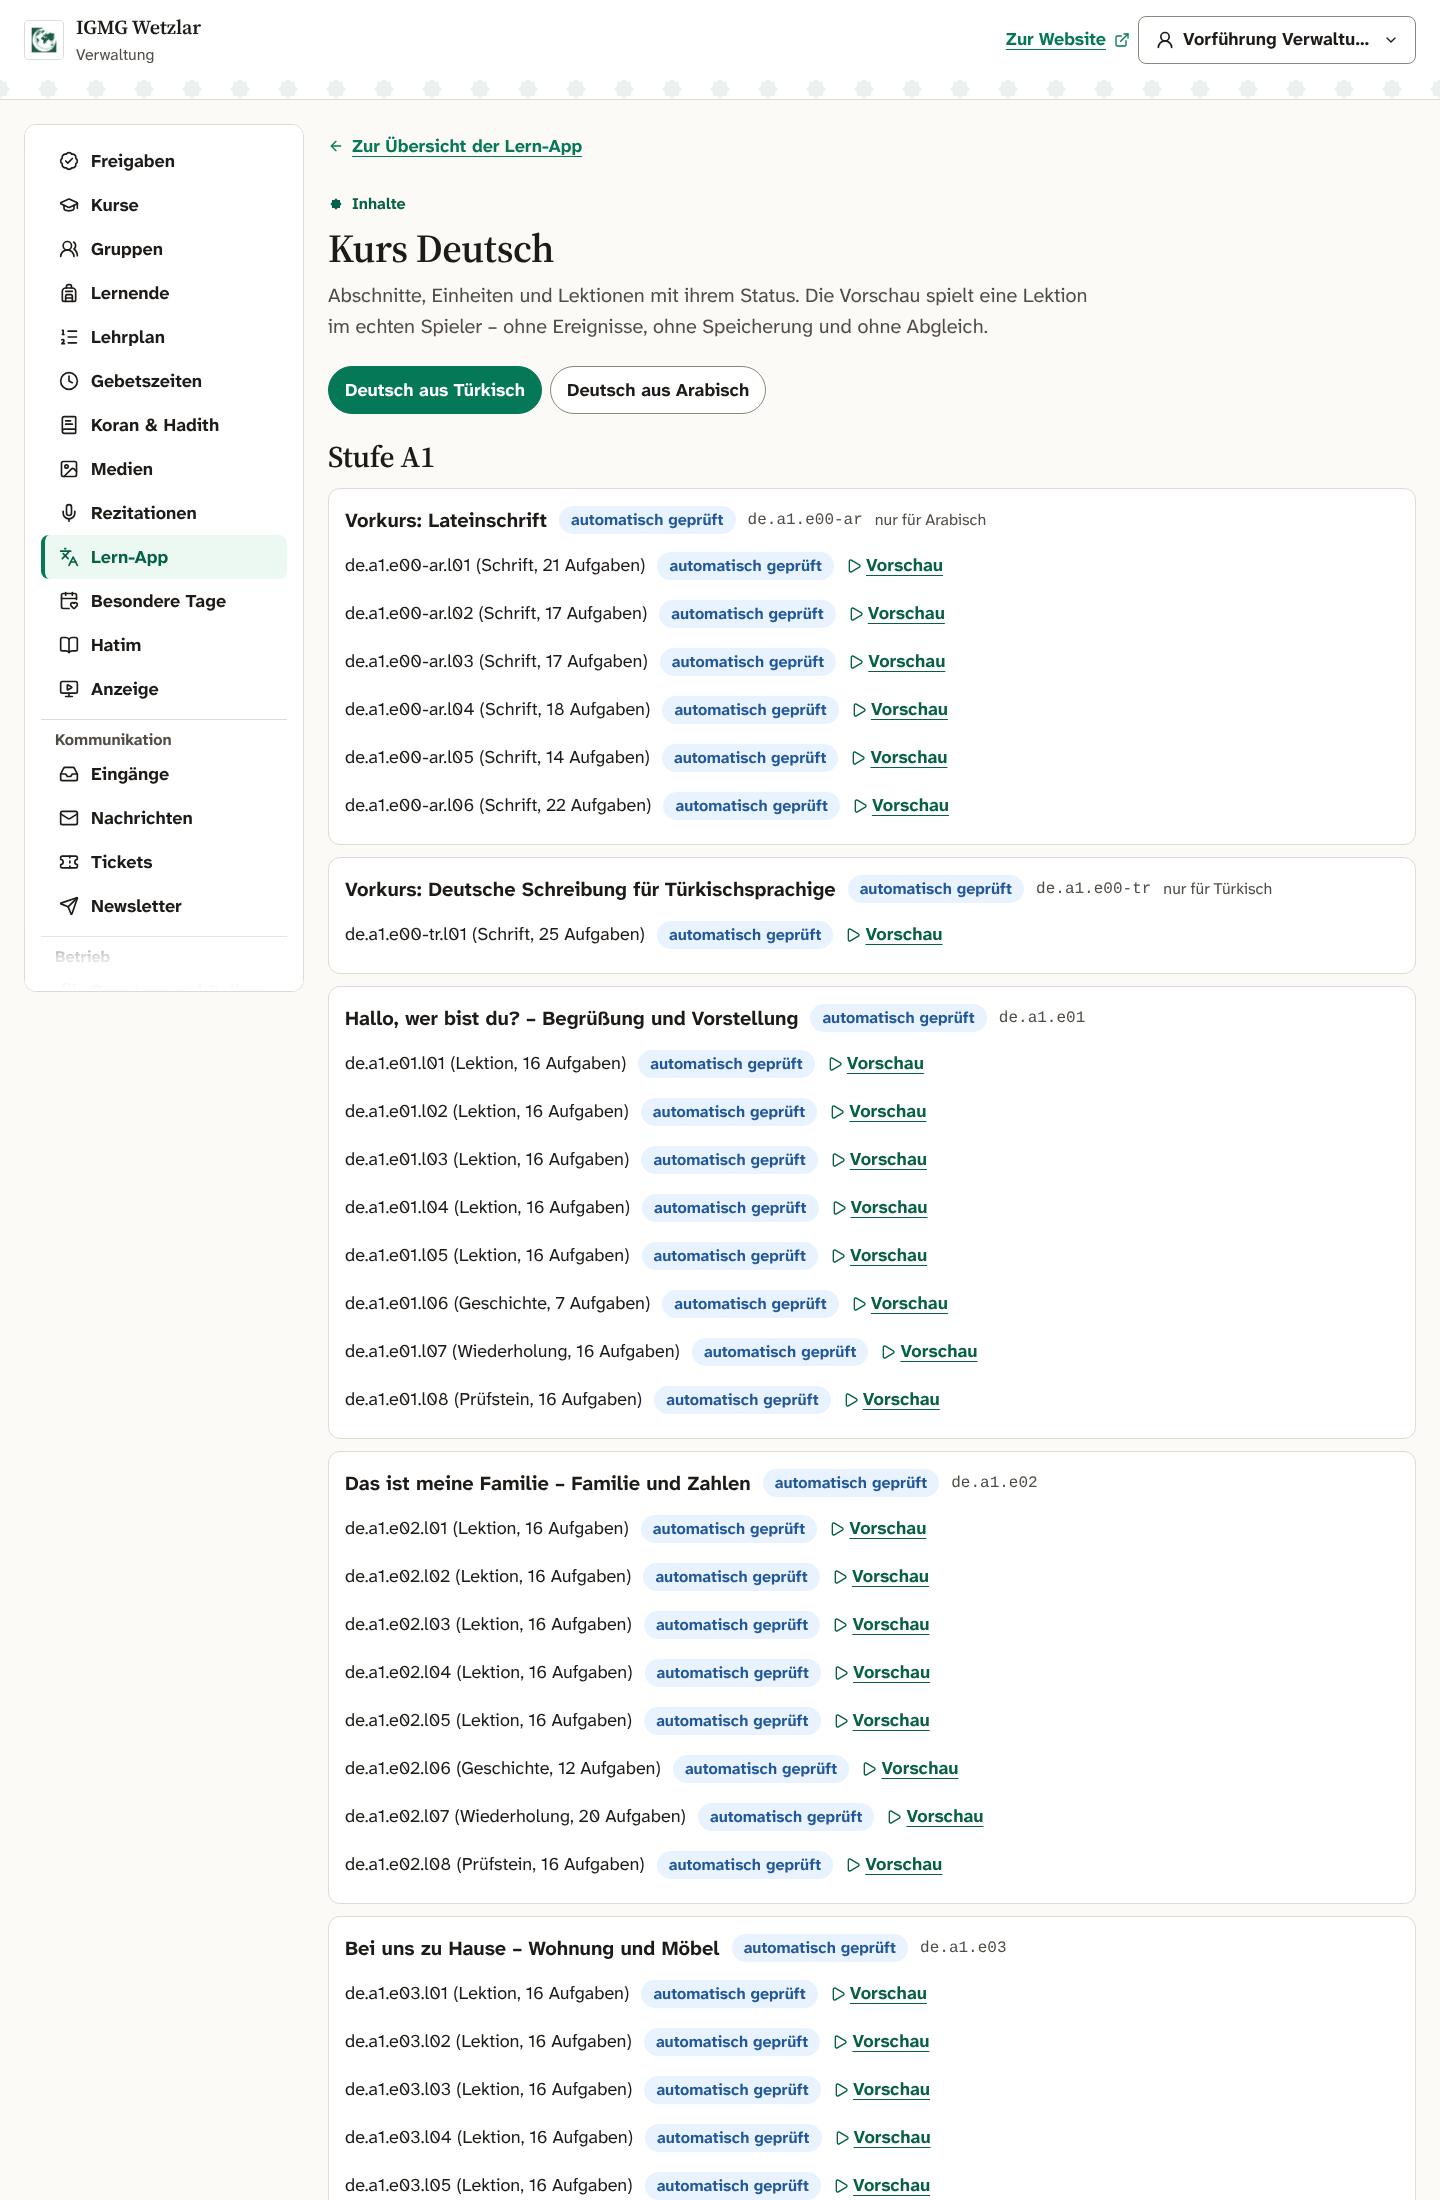 IGMG Wetzlar
Verwaltung
Zur Website
Vorführung Verwaltu...
Freigaben
Kurse
Gruppen
Lernende
Lehrplan
Gebetszeiten
Koran & Hadith
Medien
Rezitationen
Lern-App
Besondere Tage
Hatim
Anzeige
Kommunikation
Eingänge
Nachrichten
Tickets
Newsletter
Betrieb
Zur Übersicht der Lern-App
Inhalte
Kurs Deutsch
Abschnitte, Einheiten und Lektionen mit ihrem Status. Die Vorschau spielt eine Lektion
im echten Spieler – ohne Ereignisse, ohne Speicherung und ohne Abgleich.
Deutsch aus Türkisch Deutsch aus Arabisch
Stufe A1
Vorkurs: Lateinschrift automatisch geprüft de.a1.e00-ar nur für Arabisch
de.a1.e00-ar.l01 (Schrift, 21 Aufgaben) automatisch geprüft Vorschau
de.a1.e00-ar.l02 (Schrift, 17 Aufgaben) automatisch geprüft Vorschau
de.a1.e00-ar.l03 (Schrift, 17 Aufgaben) automatisch geprüft Vorschau
de.a1.e00-ar.l04 (Schrift, 18 Aufgaben) automatisch geprüft Vorschau
de.a1.e00-ar.l05 (Schrift, 14 Aufgaben) automatisch geprüft Vorschau
de.a1.e00-ar.l06 (Schrift, 22 Aufgaben) automatisch geprüft Vorschau
Vorkurs: Deutsche Schreibung für Türkischsprachige automatisch geprüft de.a1.e00-tr nur für Türkisch
de.a1.e00-tr.l01 (Schrift, 25 Aufgaben) automatisch geprüft Vorschau
Hallo, wer bist du? – Begrüßung und Vorstellung automatisch geprüft de.a1.e01
de.a1.e01.l01 (Lektion, 16 Aufgaben) automatisch geprüft Vorschau
de.a1.e01.l02 (Lektion, 16 Aufgaben) automatisch geprüft Vorschau
de.a1.e01.l03 (Lektion, 16 Aufgaben) automatisch geprüft Vorschau
de.a1.e01.l04 (Lektion, 16 Aufgaben) automatisch geprüft Vorschau
de.a1.e01.l05 (Lektion, 16 Aufgaben) automatisch geprüft Vorschau
de.a1.e01.l06 (Geschichte, 7 Aufgaben) automatisch geprüft Vorschau
de.a1.e01.l07 (Wiederholung, 16 Aufgaben) automatisch geprüft Vorschau
de.a1.e01.l08 (Prüfstein, 16 Aufgaben) automatisch geprüft Vorschau
Das ist meine Familie – Familie und Zahlen automatisch geprüft de.a1.e02
de.a1.e02.l01 (Lektion, 16 Aufgaben) automatisch geprüft Vorschau
de.a1.e02.l02 (Lektion, 16 Aufgaben) automatisch geprüft Vorschau
de.a1.e02.l03 (Lektion, 16 Aufgaben) automatisch geprüft Vorschau
de.a1.e02.l04 (Lektion, 16 Aufgaben) automatisch geprüft Vorschau
de.a1.e02.l05 (Lektion, 16 Aufgaben) automatisch geprüft Vorschau
de.a1.e02.l06 (Geschichte, 12 Aufgaben) automatisch geprüft Vorschau
de.a1.e02.l07 (Wiederholung, 20 Aufgaben) automatisch geprüft Vorschau
de.a1.e02.l08 (Prüfstein, 16 Aufgaben) automatisch geprüft Vorschau
Bei uns zu Hause – Wohnung und Möbel automatisch geprüft de.a1.e03
de.a1.e03.l01 (Lektion, 16 Aufgaben) automatisch geprüft Vorschau
de.a1.e03.l02 (Lektion, 16 Aufgaben) automatisch geprüft Vorschau
de.a1.e03.l03 (Lektion, 16 Aufgaben) automatisch geprüft Vorschau
de.a1.e03.l04 (Lektion, 16 Aufgaben) automatisch geprüft Vorschau
de.a1.e03.l05 (Lektion, 16 Aufgaben) automatisch geprüft Vorschau